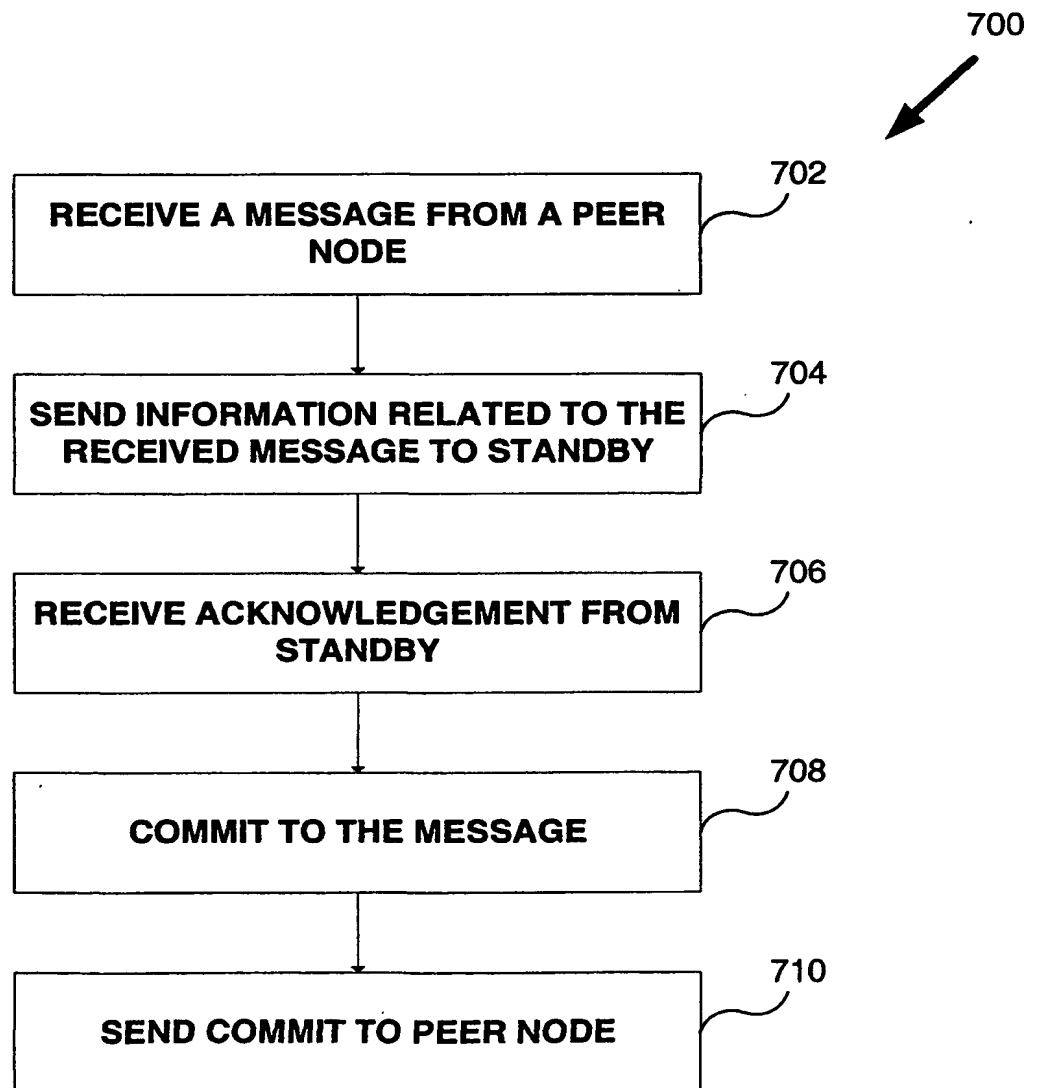 700
702
RECEIVE A MESSAGE FROM A PEER
NODE
704
SEND INFORMATION RELATED TO THE
RECEIVED MESSAGE TO STANDBY
706
RECEIVE ACKNOWLEDGEMENT FROM
STANDBY
708
COMMIT TO THE MESSAGE
710
SEND COMMIT TO PEER NODE